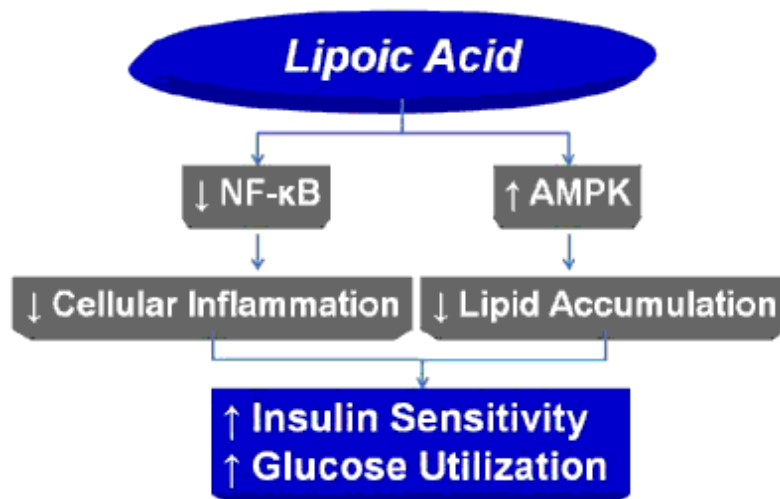 Lipoic Acid
↓ NF-κB
↑ AMPK
↓ Cellular Inflammation
↓ Lipid Accumulation
↑ Insulin Sensitivity
↑ Glucose Utilization